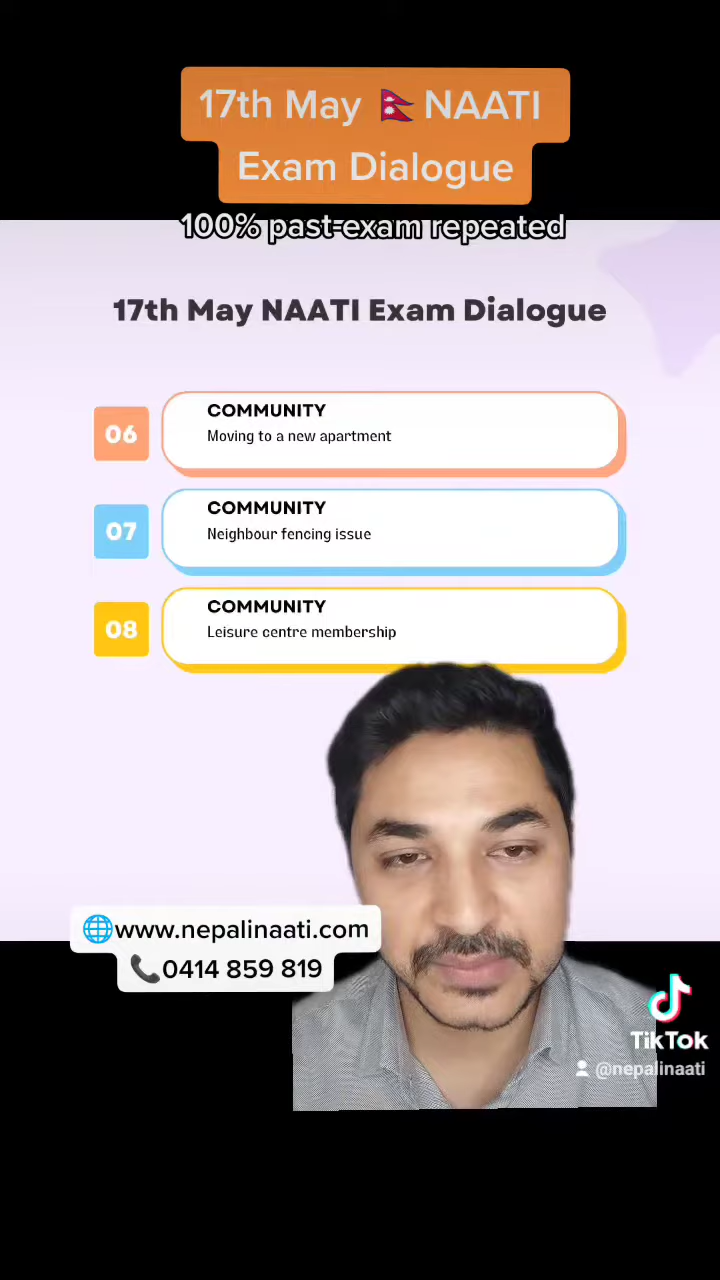 17th May 🇳🇵 NAATI
Exam Dialogue
100% past-exam repeated
17th May NAATI Exam Dialogue
06
COMMUNITY
Moving to a new apartment
07
COMMUNITY
Neighbour fencing issue
08
COMMUNITY
Leisure centre membership
🌐www.nepalinaati.com
📞0414 859 819
TikTok
@nepalinaati